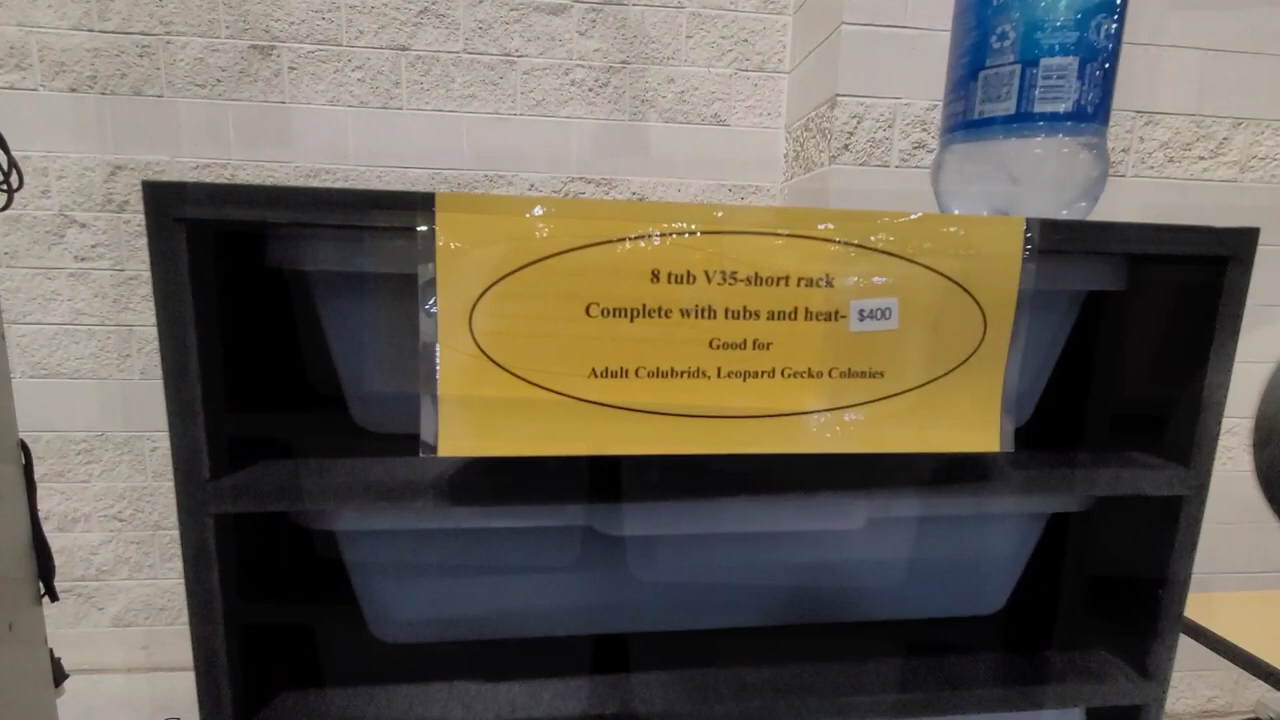 8 tub V35-short rack
Complete with tubs and heat- $400
Good for
Adult Colubrids, Leopard Gecko Colonies